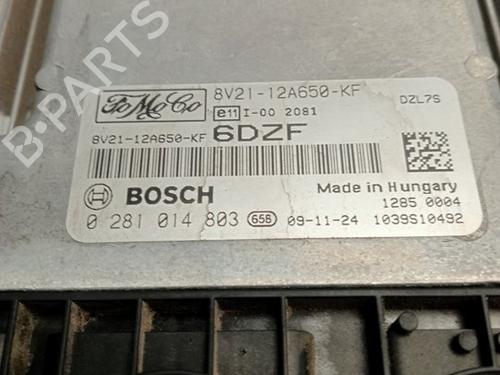 FoMoCo 8V21-12A650-KF DZL7S
e11 I-00 2081
8V21-12A650-KF 6DZF
BOSCH Made in Hungary
1285 0004
0 281 014 803 658 09-11-24 1039S10492
B-PARTS